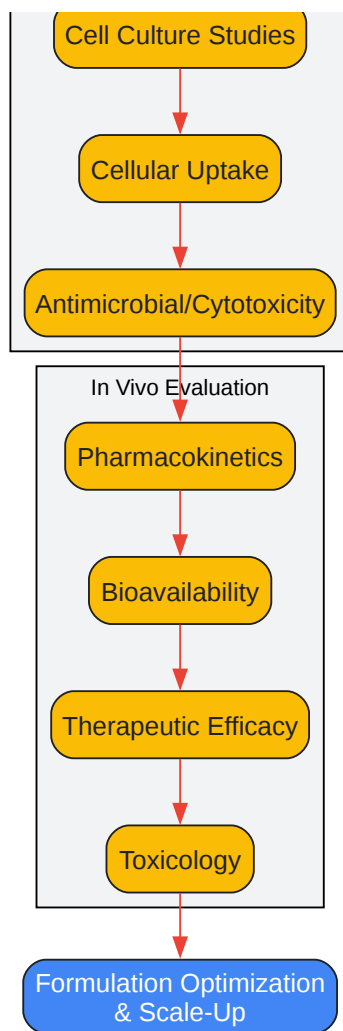 Cell Culture Studies
Cellular Uptake
Antimicrobial/Cytotoxicity
In Vivo Evaluation
Pharmacokinetics
Bioavailability
Therapeutic Efficacy
Toxicology
Formulation Optimization
& Scale-Up